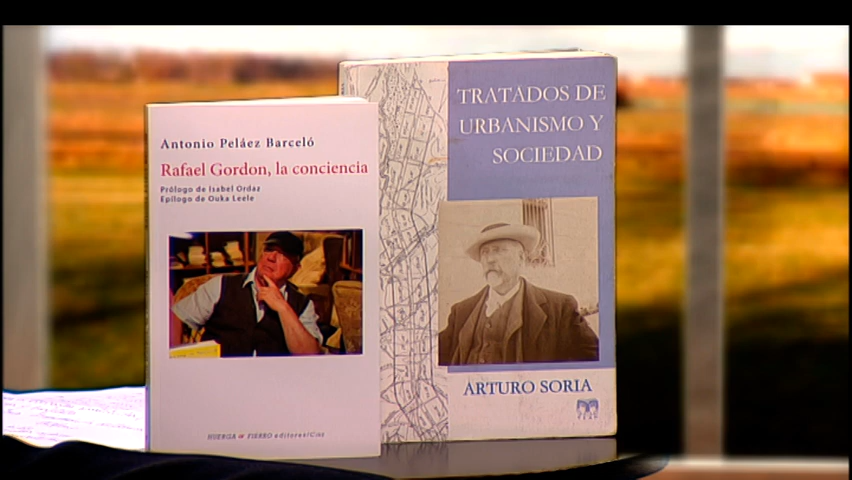 Antonio Peláez Barceló
Rafael Gordon, la conciencia
Prólogo de Isabel Ordaz
Epílogo de Ouka Leele
HUERGA & FIERRO editores/Cine
TRATADOS DE
URBANISMO Y
SOCIEDAD
ARTURO SORIA